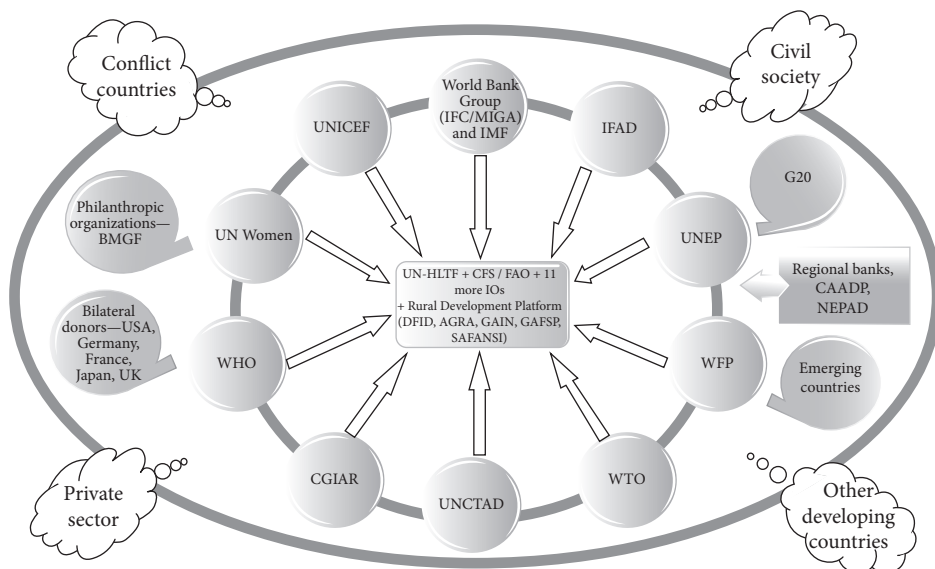 Conflict
countries
Civil
society
World Bank
Group
(IFC/MIGA)
and IMF
UNICEF
IFAD
G20
Philanthropic
organizations—
BMGF
UN Women
UNEP
UN-HLTF + CFS / FAO + 11
more IOs
+ Rural Development Platform
(DFID, AGRA, GAIN, GAFSP,
SAFANSI)
Regional banks,
CAADP,
NEPAD
Bilateral
donors—USA,
Germany,
France,
Japan, UK
WHO
WFP
Emerging
countries
CGIAR
UNCTAD
WTO
Private
sector
Other
developing
countries